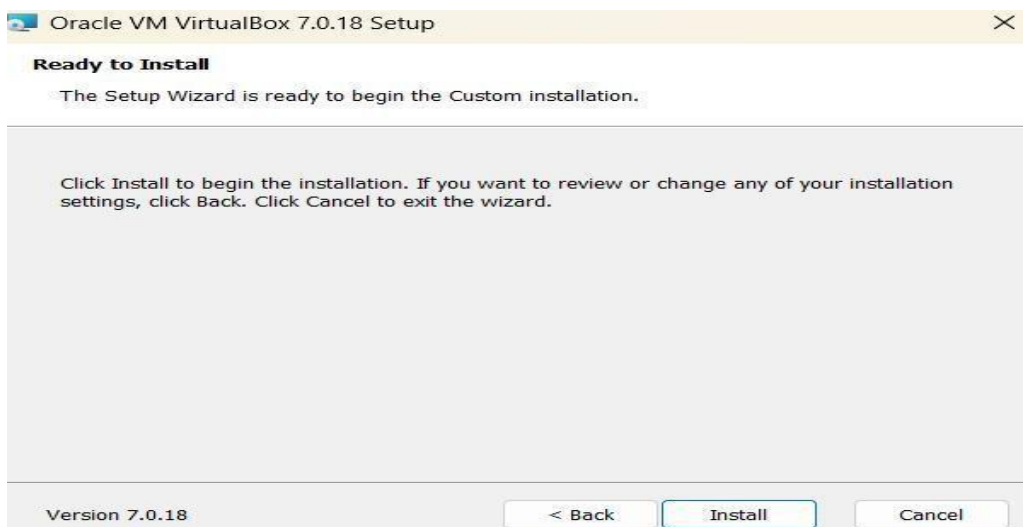 Oracle VM VirtualBox 7.0.18 Setup
Ready to Install
The Setup Wizard is ready to begin the Custom installation.
Click Install to begin the installation. If you want to review or change any of your installation
settings, click Back. Click Cancel to exit the wizard.
Version 7.0.18
< Back
Install
Cancel